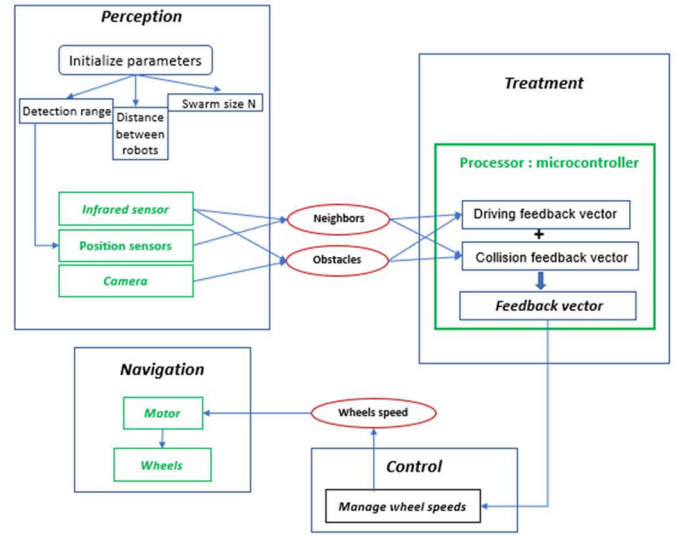 Perception
Initialize parameters
Detection range
Distance
between
robots
Swarm size N
Infrared sensor
Position sensors
Camera
Neighbors
Obstacles
Treatment
Processor : microcontroller
Driving feedback vector
+
Collision feedback vector
Feedback vector
Navigation
Motor
Wheels
Wheels speed
Control
Manage wheel speeds